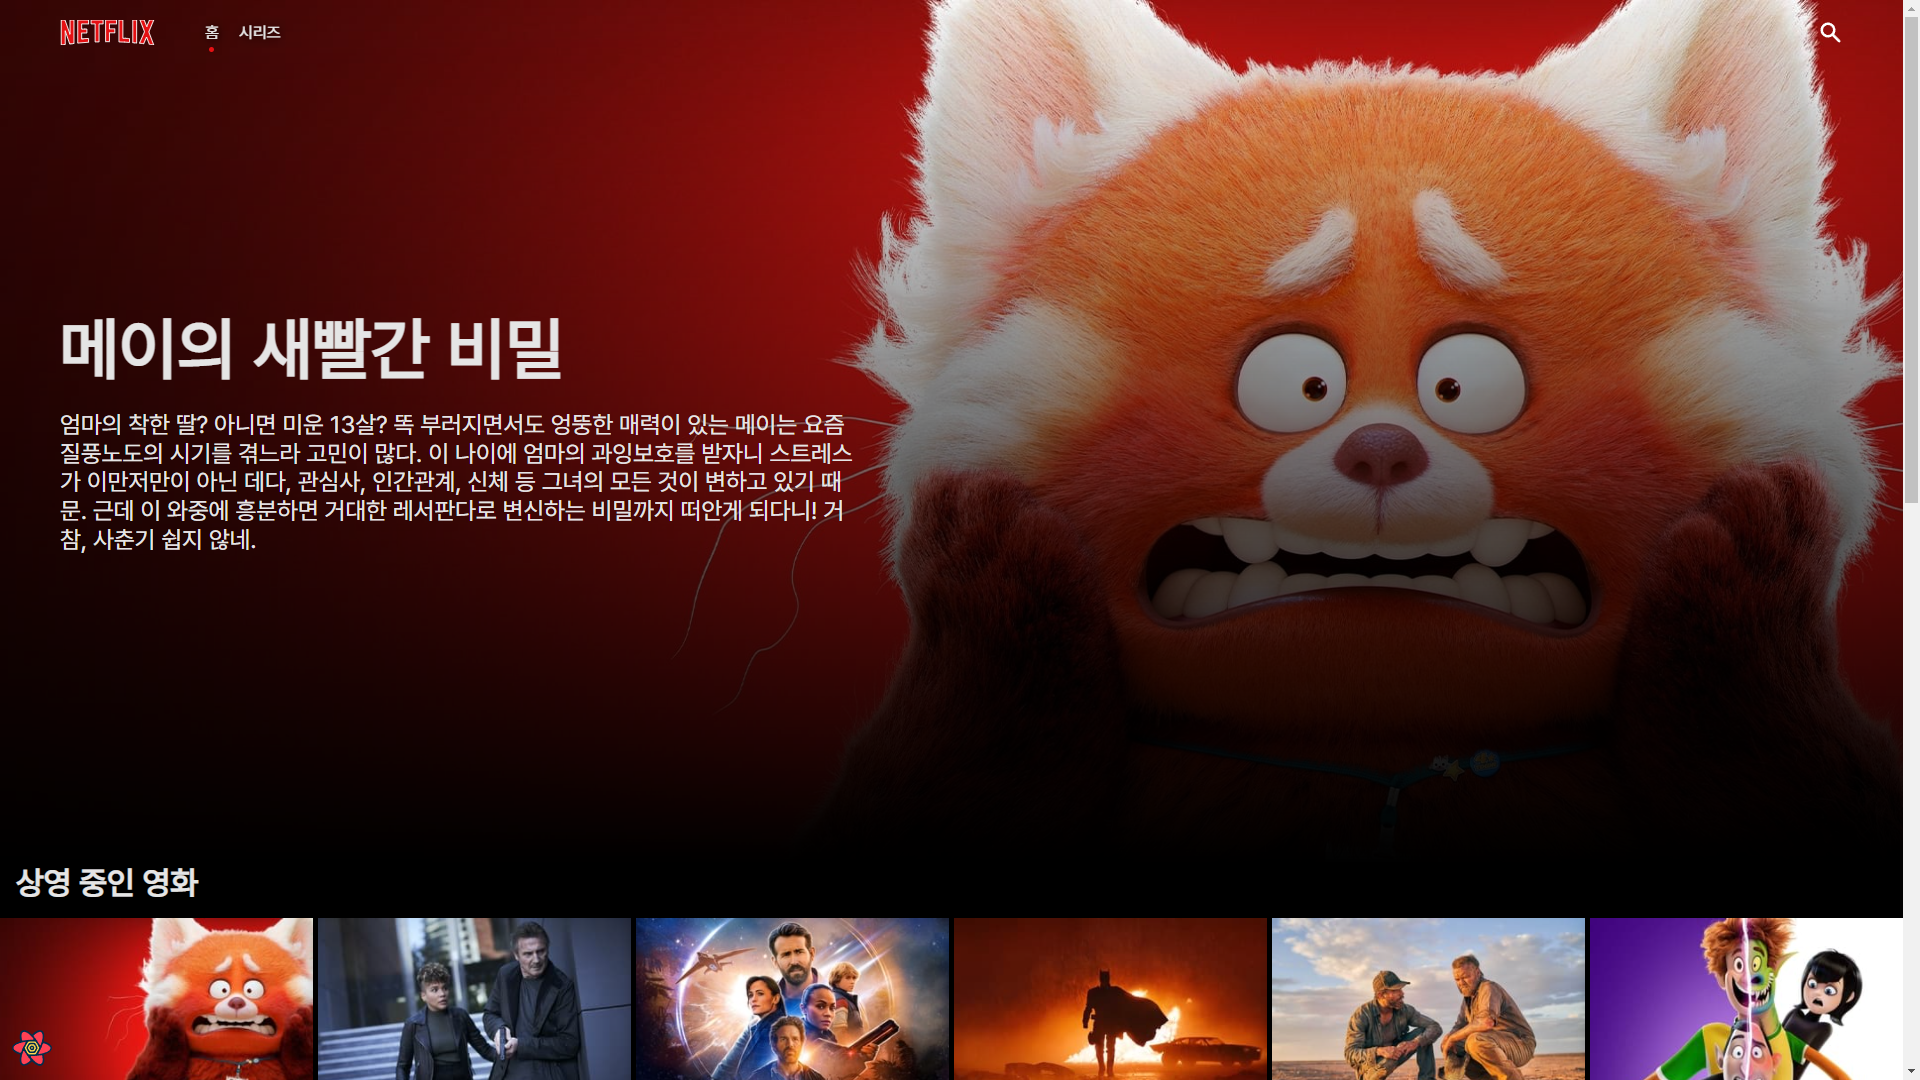 NETFLIX
홈 시리즈
메이의 새빨간 비밀
엄마의 착한 딸? 아니면 미운 13살? 똑 부러지면서도 엉뚱한 매력이 있는 메이는 요즘
질풍노도의 시기를 겪느라 고민이 많다. 이 나이에 엄마의 과잉보호를 받자니 스트레스
가 이만저만이 아닌 데다, 관심사, 인간관계, 신체 등 그녀의 모든 것이 변하고 있기 때
문. 근데 이 와중에 흥분하면 거대한 레서판다로 변신하는 비밀까지 떠안게 되다니! 거
참, 사춘기 쉽지 않네.
상영 중인 영화